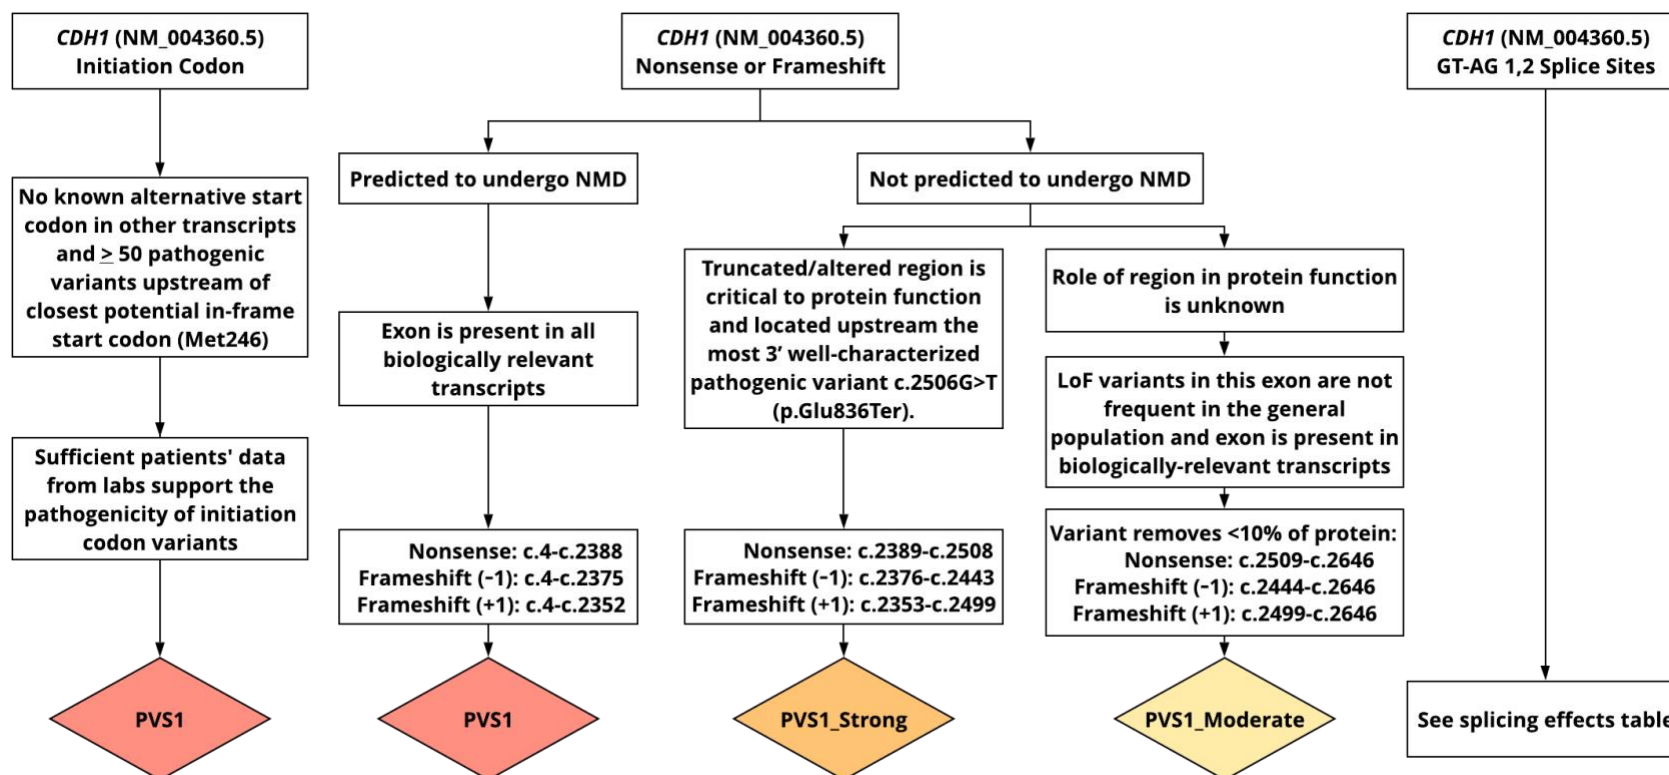 CDH1 (NM_004360.5)
Initiation Codon
No known alternative start
codon in other transcripts
and ≥ 50 pathogenic
variants upstream of
closest potential in-frame
start codon (Met246)
Sufficient patients' data
from labs support the
pathogenicity of initiation
codon variants
PVS1
CDH1 (NM_004360.5)
Nonsense or Frameshift
Predicted to undergo NMD
Exon is present in all
biologically relevant
transcripts
Nonsense: c.4-c.2388
Frameshift (−1): c.4-c.2375
Frameshift (+1): c.4-c.2352
PVS1
Not predicted to undergo NMD
Truncated/altered region is
critical to protein function
and located upstream the
most 3’ well-characterized
pathogenic variant c.2506G>T
(p.Glu836Ter).
Nonsense: c.2389-c.2508
Frameshift (−1): c.2376-c.2443
Frameshift (+1): c.2353-c.2499
PVS1_Strong
Role of region in protein function
is unknown
LoF variants in this exon are not
frequent in the general
population and exon is present in
biologically-relevant transcripts
Variant removes <10% of protein:
Nonsense: c.2509-c.2646
Frameshift (−1): c.2444-c.2646
Frameshift (+1): c.2499-c.2646
PVS1_Moderate
CDH1 (NM_004360.5)
GT-AG 1,2 Splice Sites
See splicing effects table